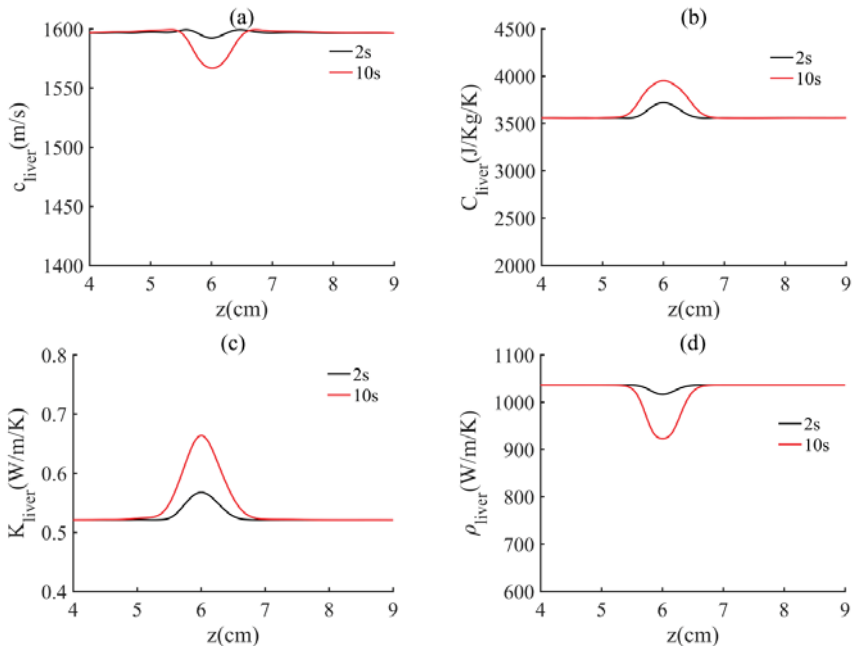 (a)
1600
1550
1500
1450
1400
c_liver(m/s)
2s
10s
4 5 6 7 8 9
z(cm)
(b)
4500
4000
3500
3000
2500
2000
C_liver(J/Kg/K)
2s
10s
4 5 6 7 8 9
z(cm)
(c)
0.8
0.7
0.6
0.5
0.4
K_liver(W/m/K)
2s
10s
4 5 6 7 8 9
z(cm)
(d)
1100
1000
900
800
700
600
ρ_liver(W/m/K)
2s
10s
4 5 6 7 8 9
z(cm)